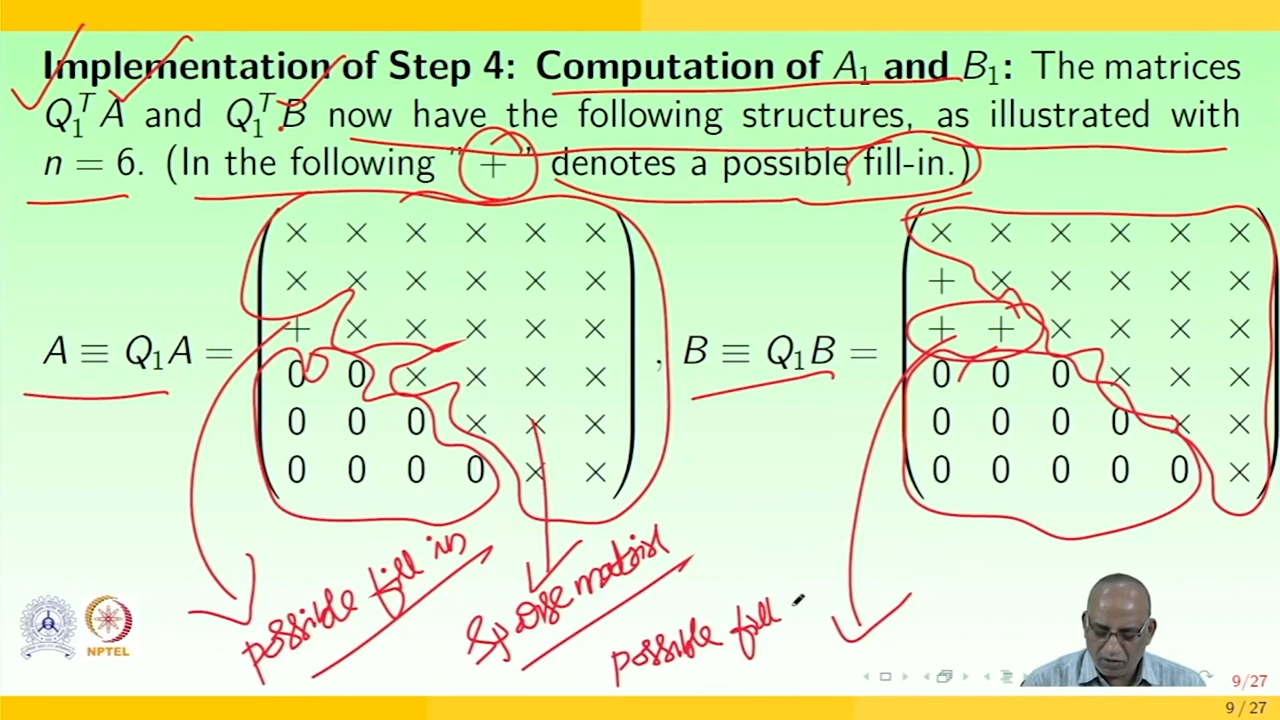 Implementation of Step 4: Computation of A₁ and B₁: The matrices
Q₁ᵀA and Q₁ᵀB now have the following structures, as illustrated with
n = 6. (In the following "+" denotes a possible fill-in.)
A ≡ Q₁A =
× × × × × ×
× × × × × ×
+ × × × × ×
0 0 × × × ×
0 0 0 × × ×
0 0 0 0 × ×
, B ≡ Q₁B =
× × × × × ×
+ × × × × ×
+ + × × × ×
0 0 0 × × ×
0 0 0 0 × ×
0 0 0 0 0 ×
possible fill in
possible fill
NPTEL
9/27
9 / 27